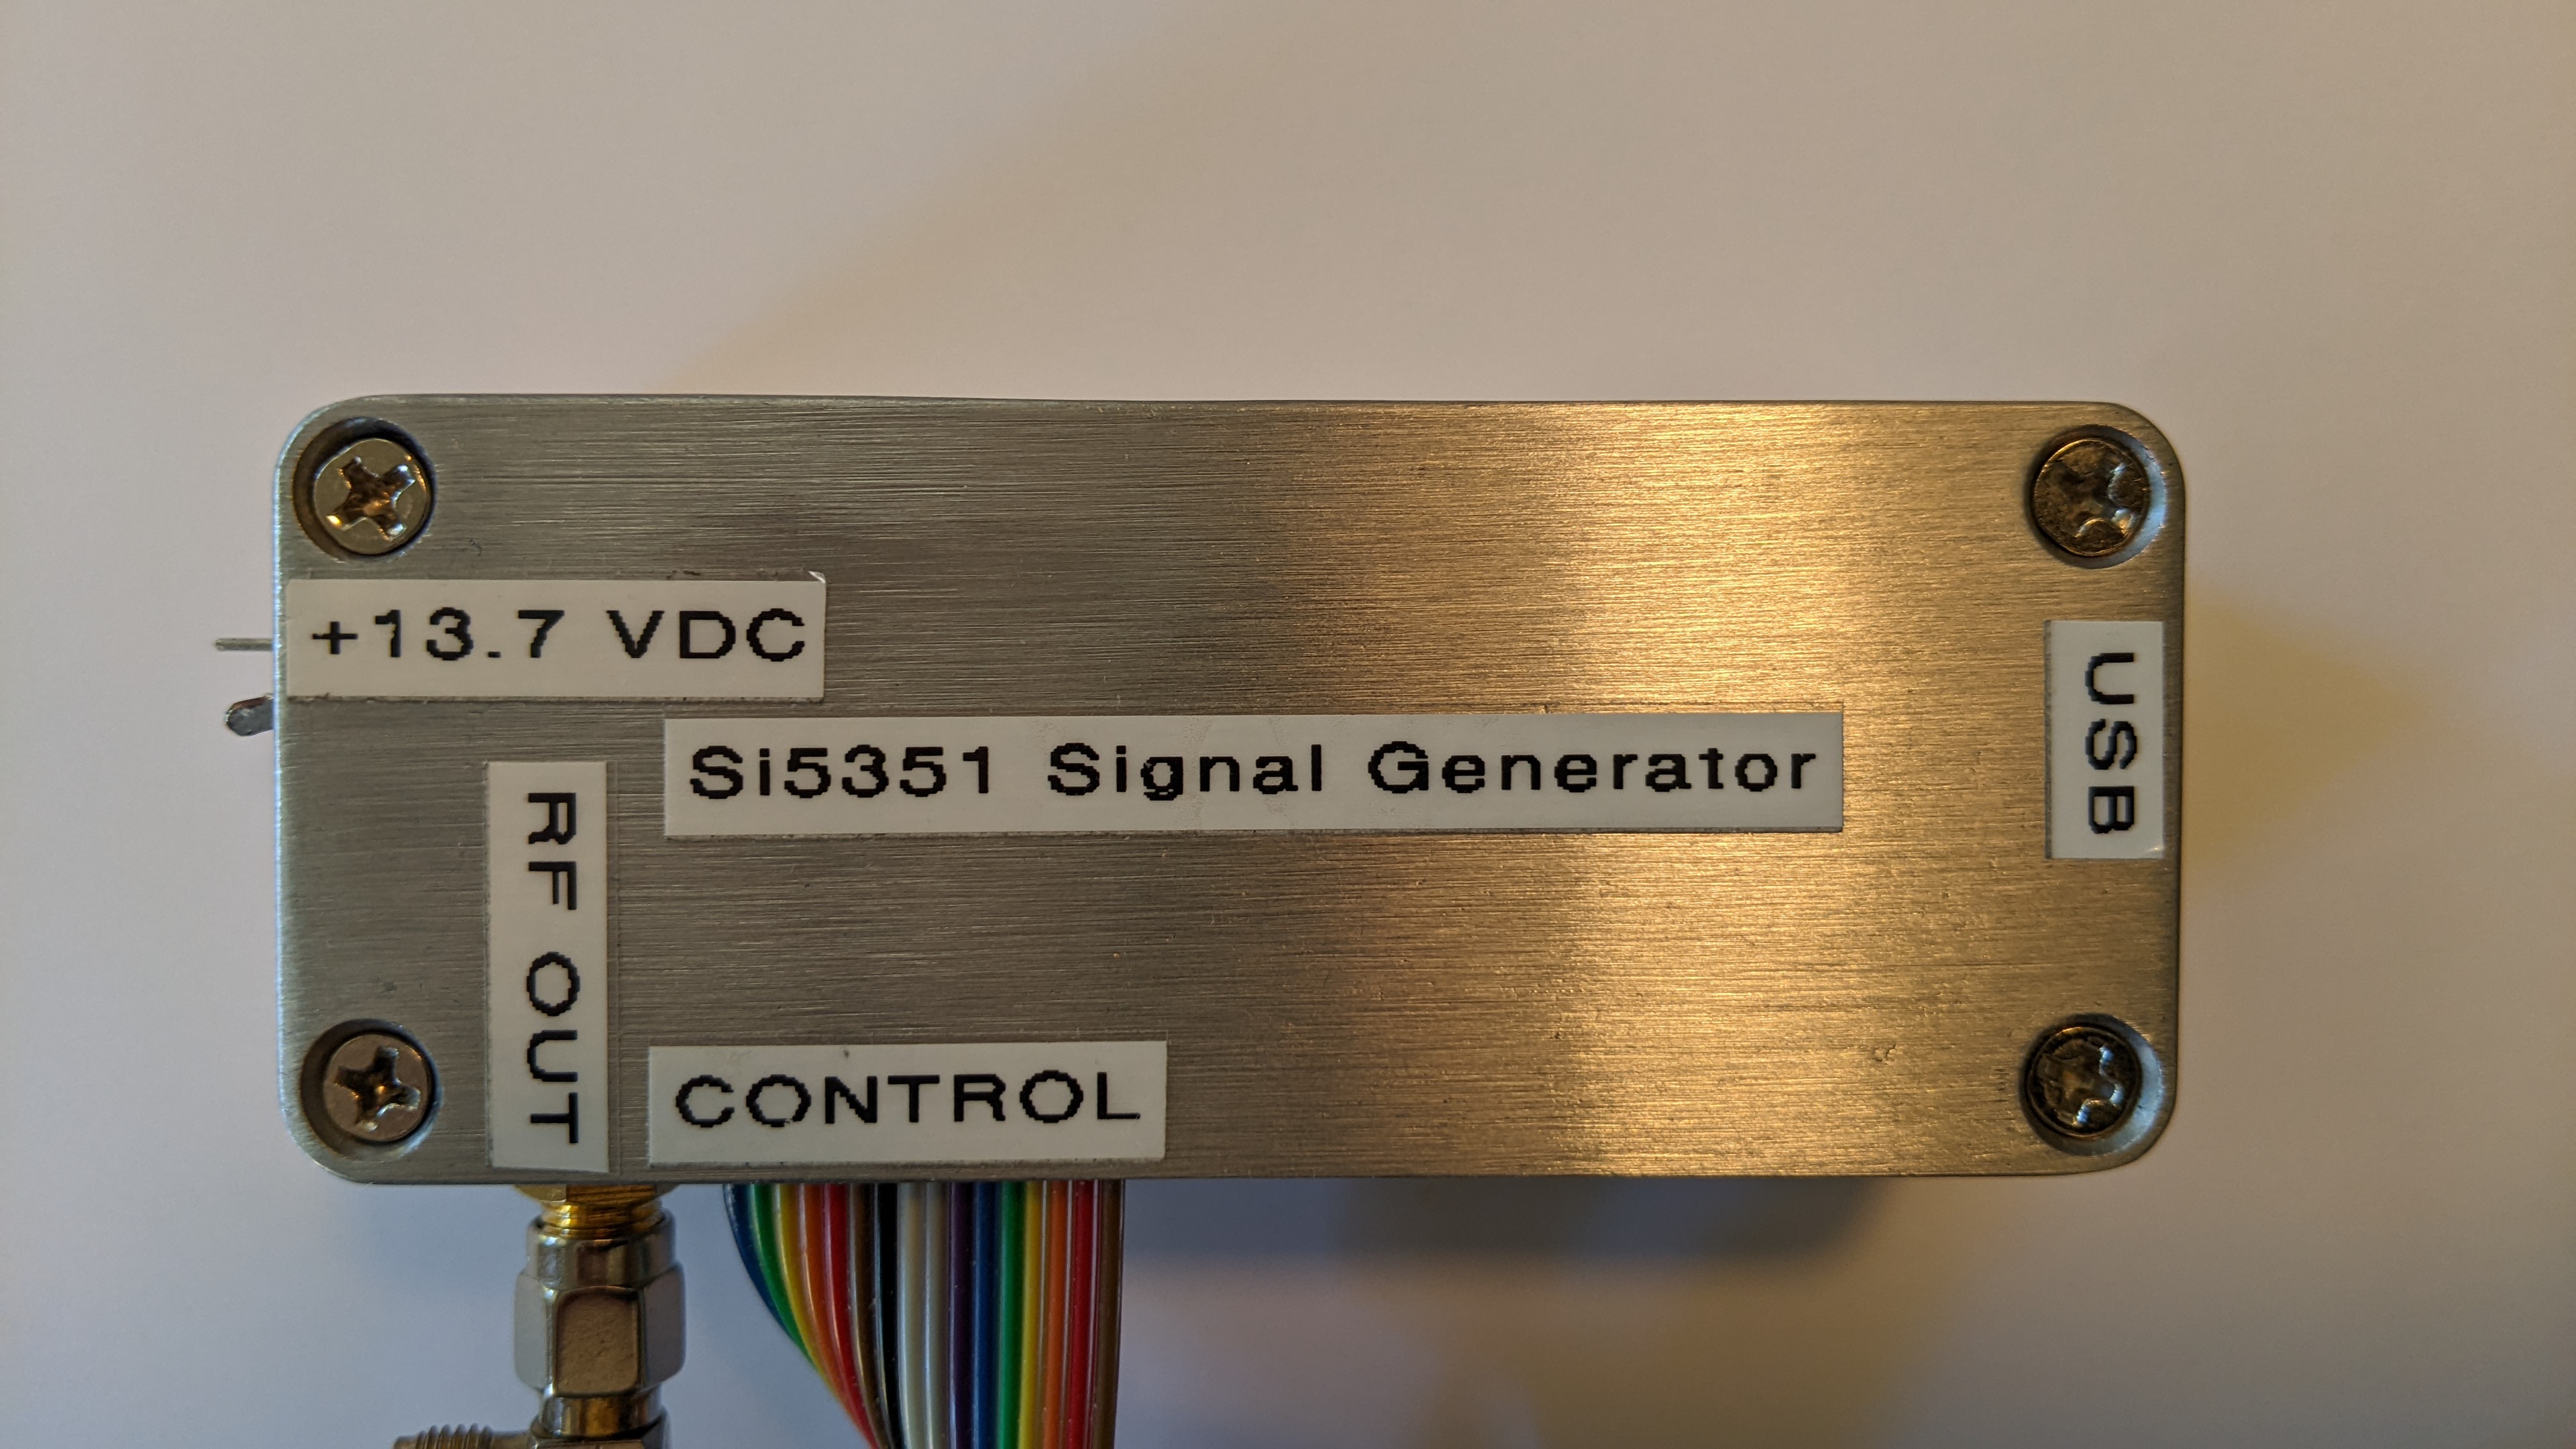 +13.7 VDC
Si5351 Signal Generator
USB
RF OUT
CONTROL